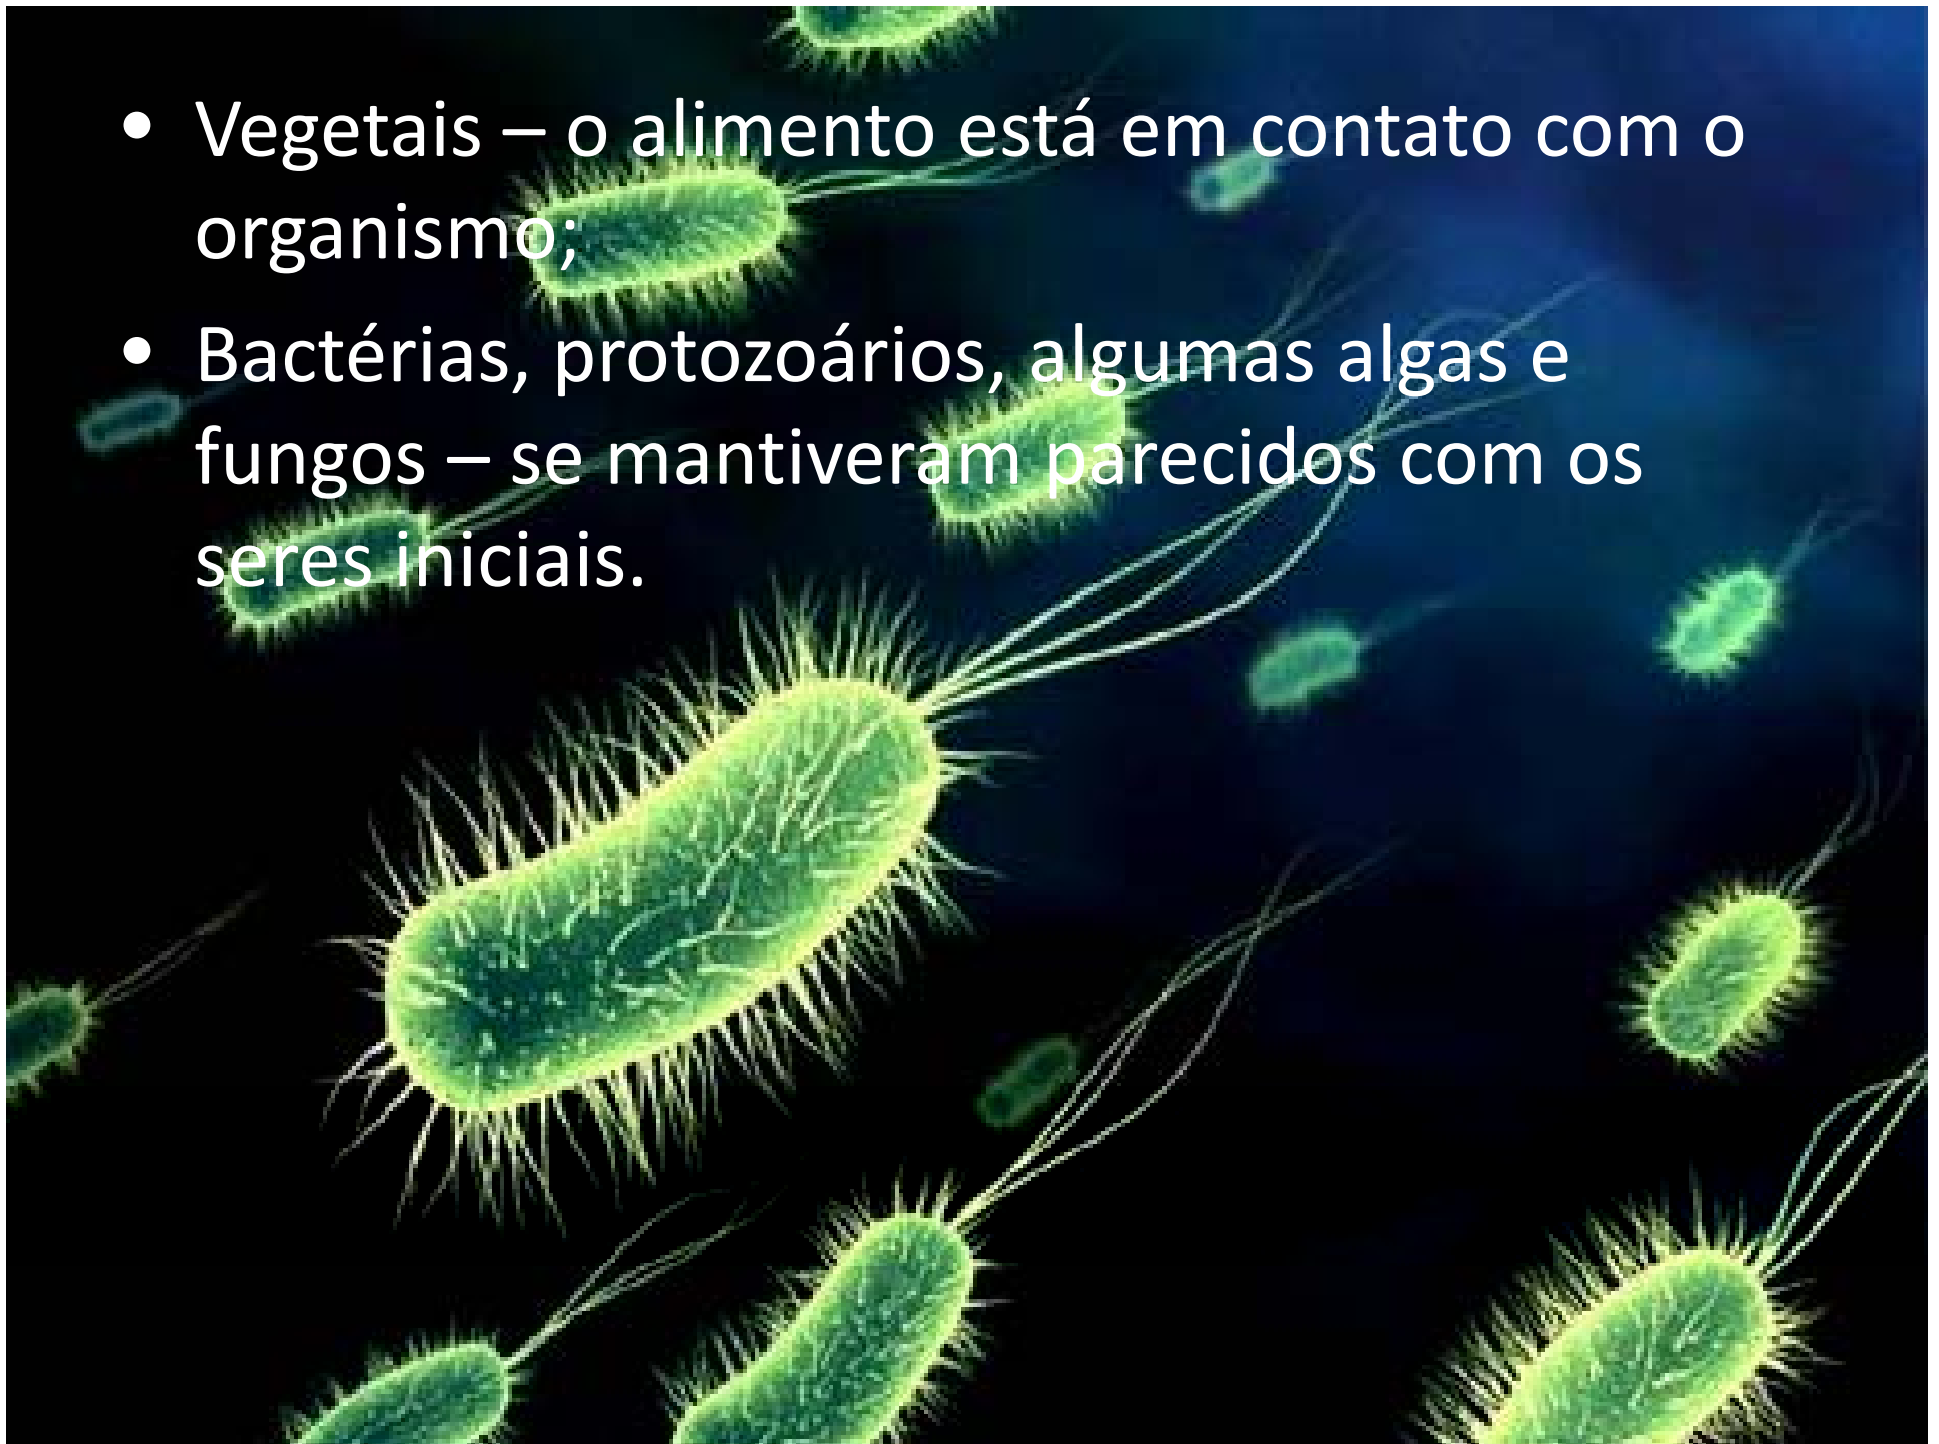 • Vegetais – o alimento está em contato com o
organismo;
• Bactérias, protozoários, algumas algas e
fungos – se mantiveram parecidos com os
seres iniciais.